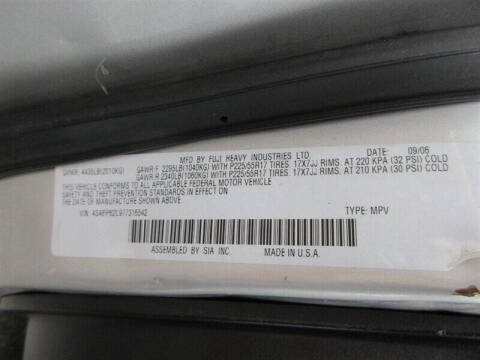 MFD BY FUJI HEAVY INDUSTRIES LTD. DATE: 09/06
GVWR: 4435LB(2010KG) GAWR:F 2295LB(1040KG) WITH P225/55R17 TIRES. 17X7JJ RIMS. AT 220 KPA (32 PSI) COLD
GAWR:R 2340LB(1060KG) WITH P225/55R17 TIRES. 17X7JJ RIMS. AT 210 KPA (30 PSI) COLD
THIS VEHICLE CONFORMS TO ALL APPLICABLE FEDERAL MOTOR VEHICLE
SAFETY AND THEFT PREVENTION STANDARDS IN EFFECT ON
THE DATE OF MANUFACTURE SHOWN ABOVE.
VIN: TYPE: MPV
ASSEMBLED BY SIA INC. MADE IN U.S.A.